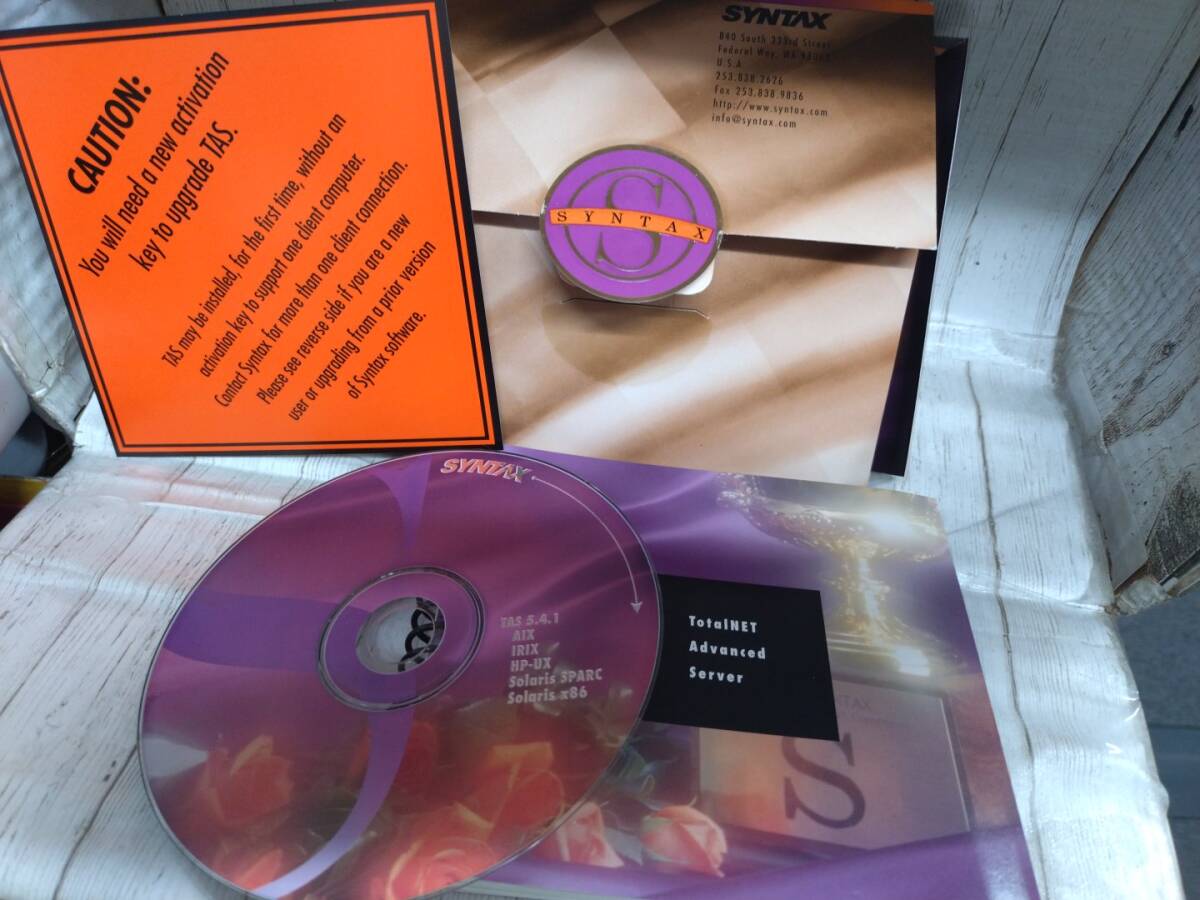 CAUTION:
You will need a new activation
key to upgrade TAS.
TAS may be installed, for the first time, without an
activation key to support one client computer.
Contact Syntax for more than one client connection.
Please see reverse side if you are a new
user or upgrading from a prior version
of Syntax software.
SYNTAX
840 South 333rd Street
Federal Way, WA
U.S.A
253.838.2626
Fax 253.838.9836
http://www.syntax.com
info@syntax.com
S
SYNTAX
SYNTAX
TAS 5.4.1
AIX
IRIX
HP-UX
Solaris SPARC
Solaris x86
TotalNET
Advanced
Server
S